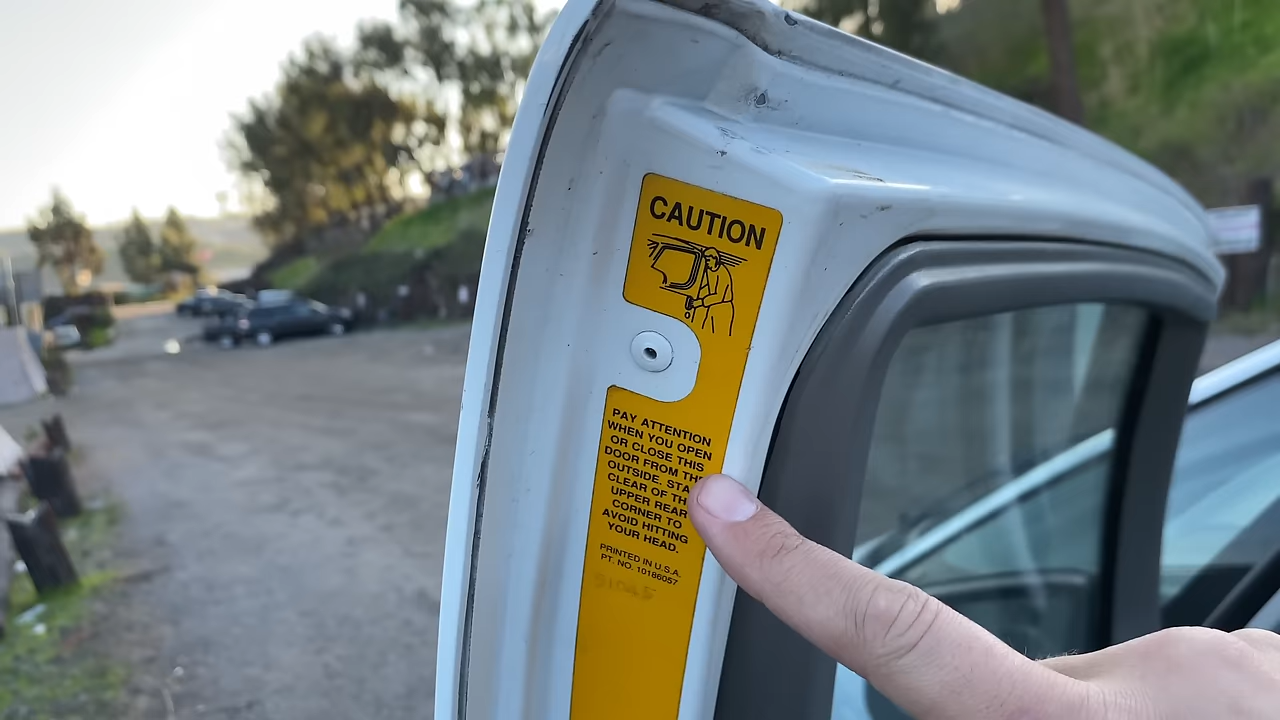 CAUTION
PAY ATTENTION
WHEN YOU OPEN
OR CLOSE THIS
DOOR FROM
OUTSIDE.
CLEAR OF
UPPER REAR
CORNER TO
AVOID HITTING
YOUR HEAD.
PRINTED IN U.S.A.
PT. NO. 10186057